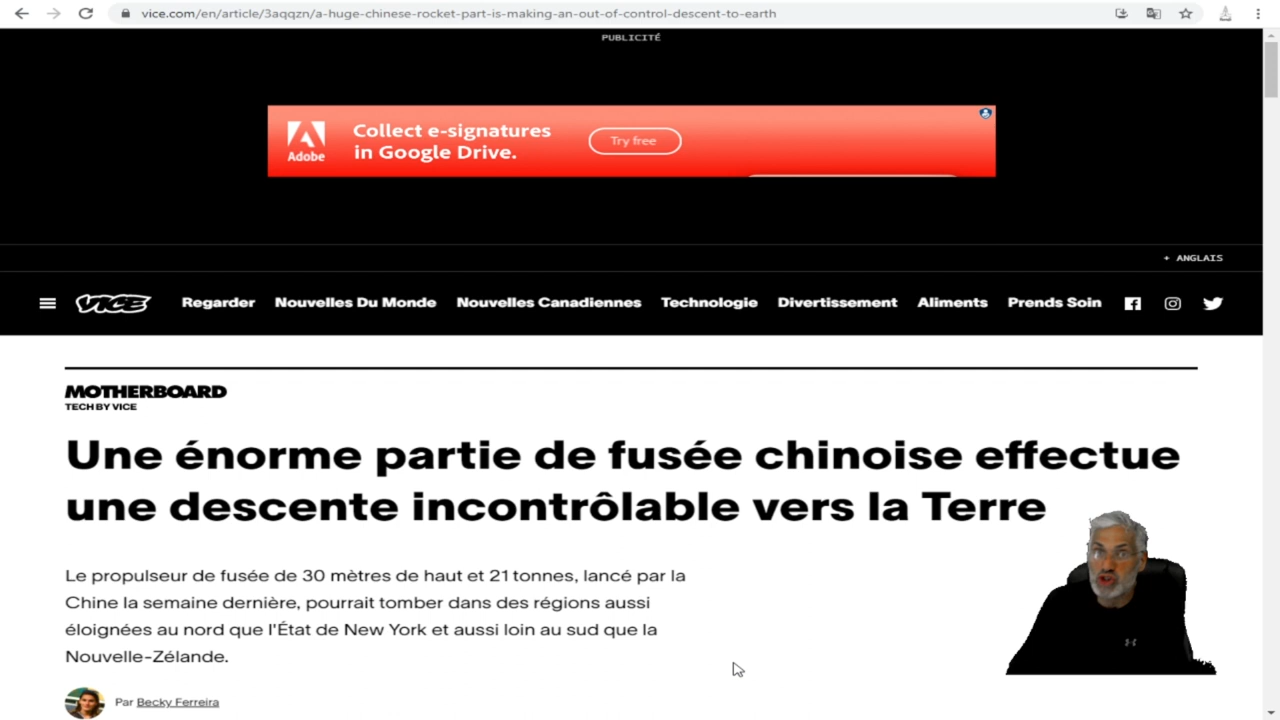 vice.com/en/article/3aqqzn/a-huge-chinese-rocket-part-is-making-an-out-of-control-descent-to-earth
PUBLICITÉ
Adobe
Collect e-signatures
in Google Drive.
Try free
+ ANGLAIS
VICE
Regarder Nouvelles Du Monde Nouvelles Canadiennes Technologie Divertissement Aliments Prends Soin
MOTHERBOARD
TECH BY VICE
Une énorme partie de fusée chinoise effectue
une descente incontrôlable vers la Terre
Le propulseur de fusée de 30 mètres de haut et 21 tonnes, lancé par la
Chine la semaine dernière, pourrait tomber dans des régions aussi
éloignées au nord que l'État de New York et aussi loin au sud que la
Nouvelle-Zélande.
Par Becky Ferreira